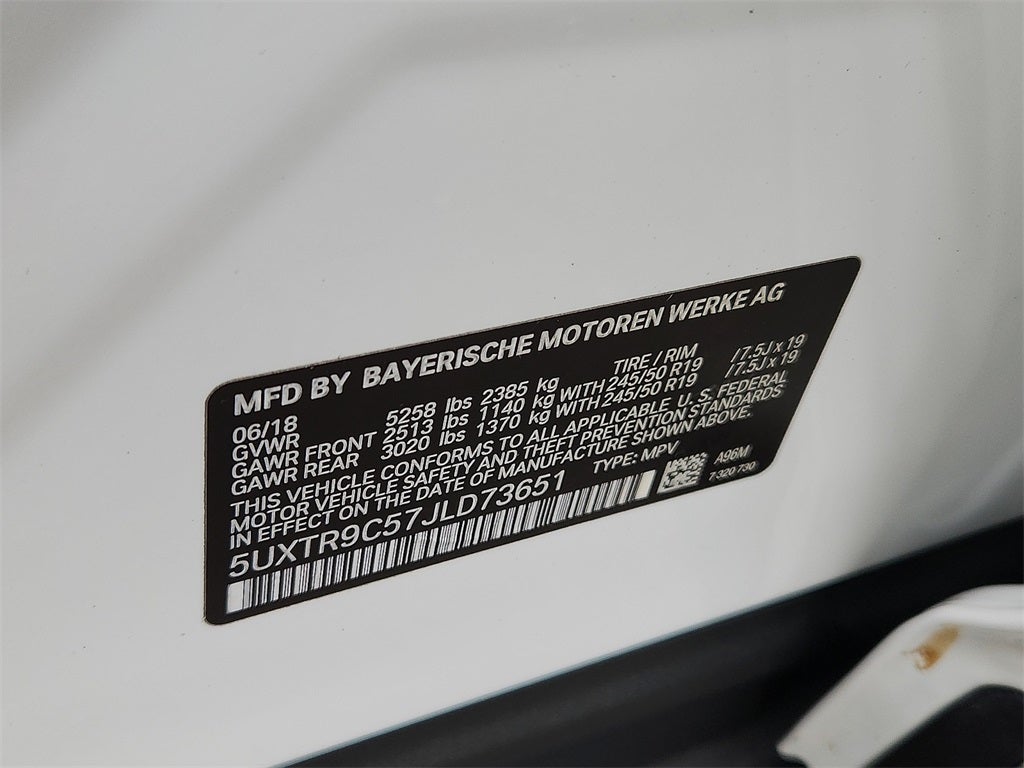 MFD BY BAYERISCHE MOTOREN WERKE AG
06/18 TIRE / RIM
GVWR 5258 lbs 2385 kg
GAWR FRONT 2513 lbs 1140 kg WITH 245/50 R19 / 7.5J x 19
GAWR REAR 3020 lbs 1370 kg WITH 245/50 R19 / 7.5J x 19
THIS VEHICLE CONFORMS TO ALL APPLICABLE U. S. FEDERAL
MOTOR VEHICLE SAFETY AND THEFT PREVENTION STANDARDS
IN EFFECT ON THE DATE OF MANUFACTURE SHOWN ABOVE.
5UXTR9C57JLD73651 TYPE: MPV A96M
7 320 730